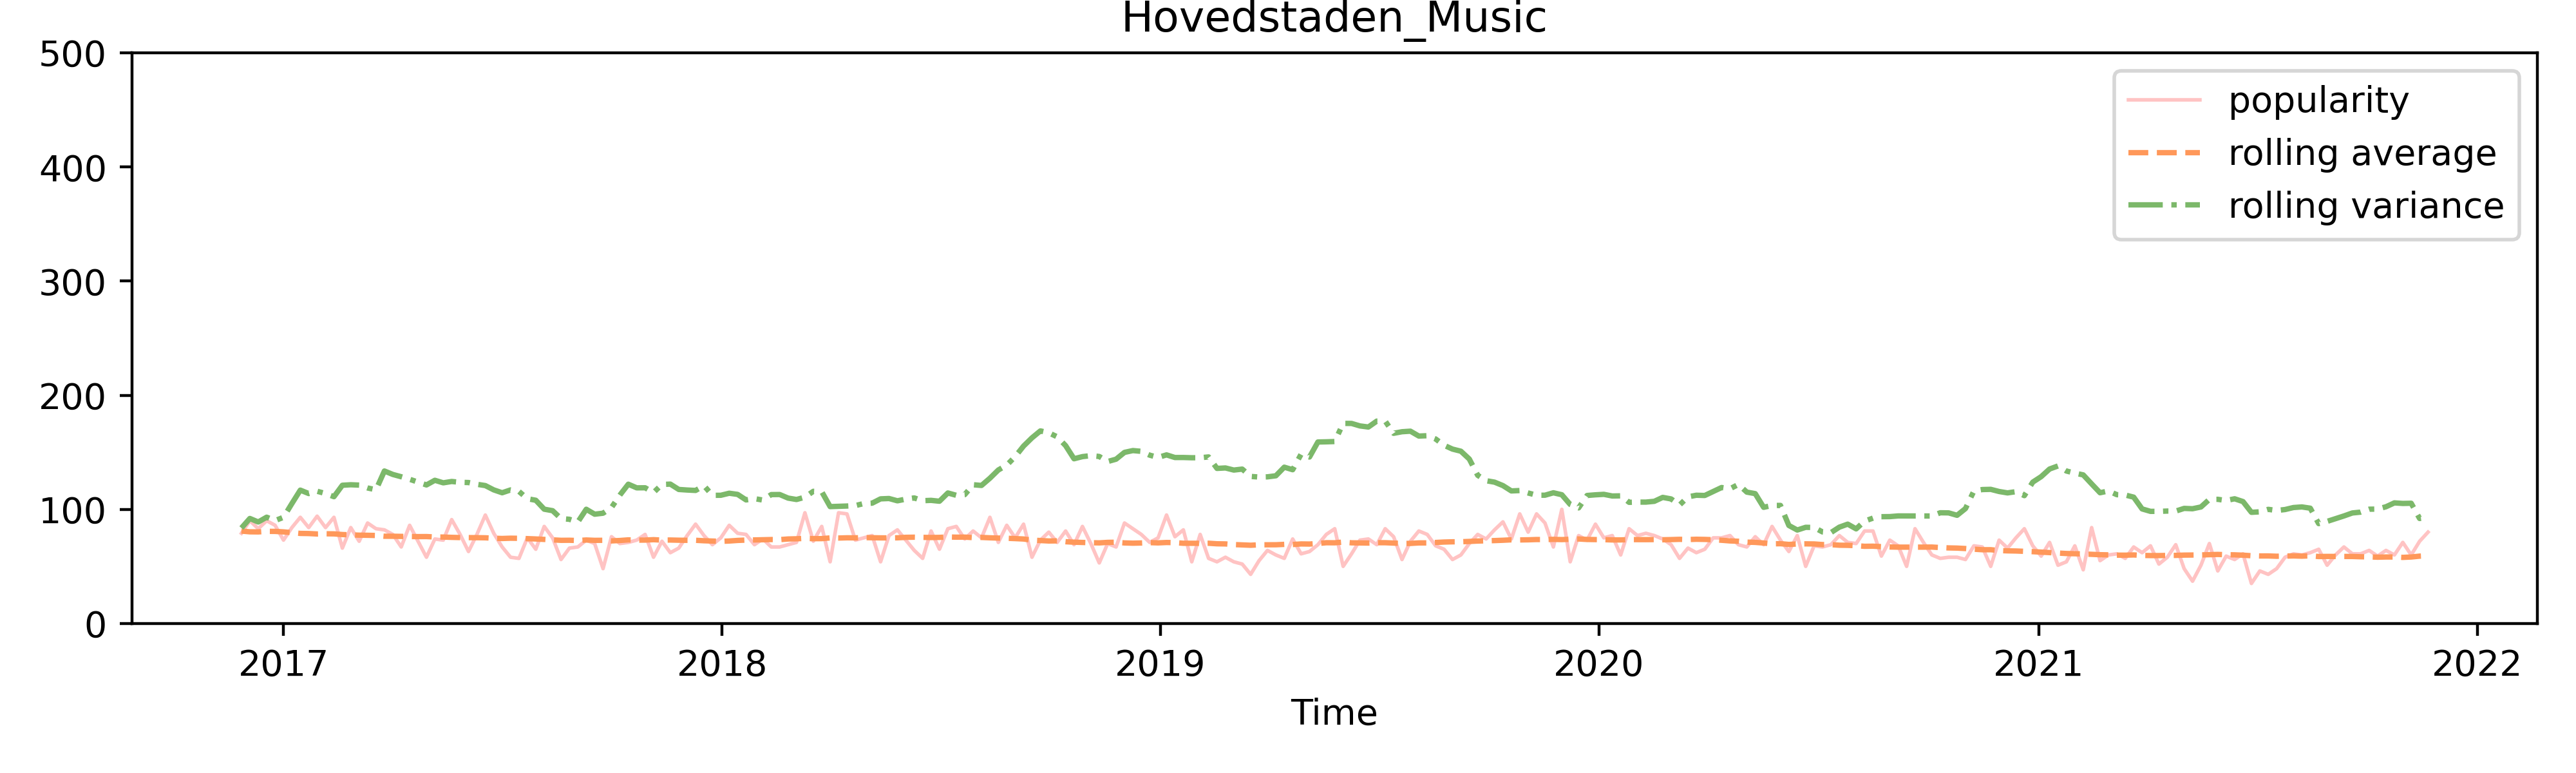 Hovedstaden_Music
500
400
300
200
100
0
popularity
rolling average
rolling variance
2017 2018 2019 2020 2021 2022
Time